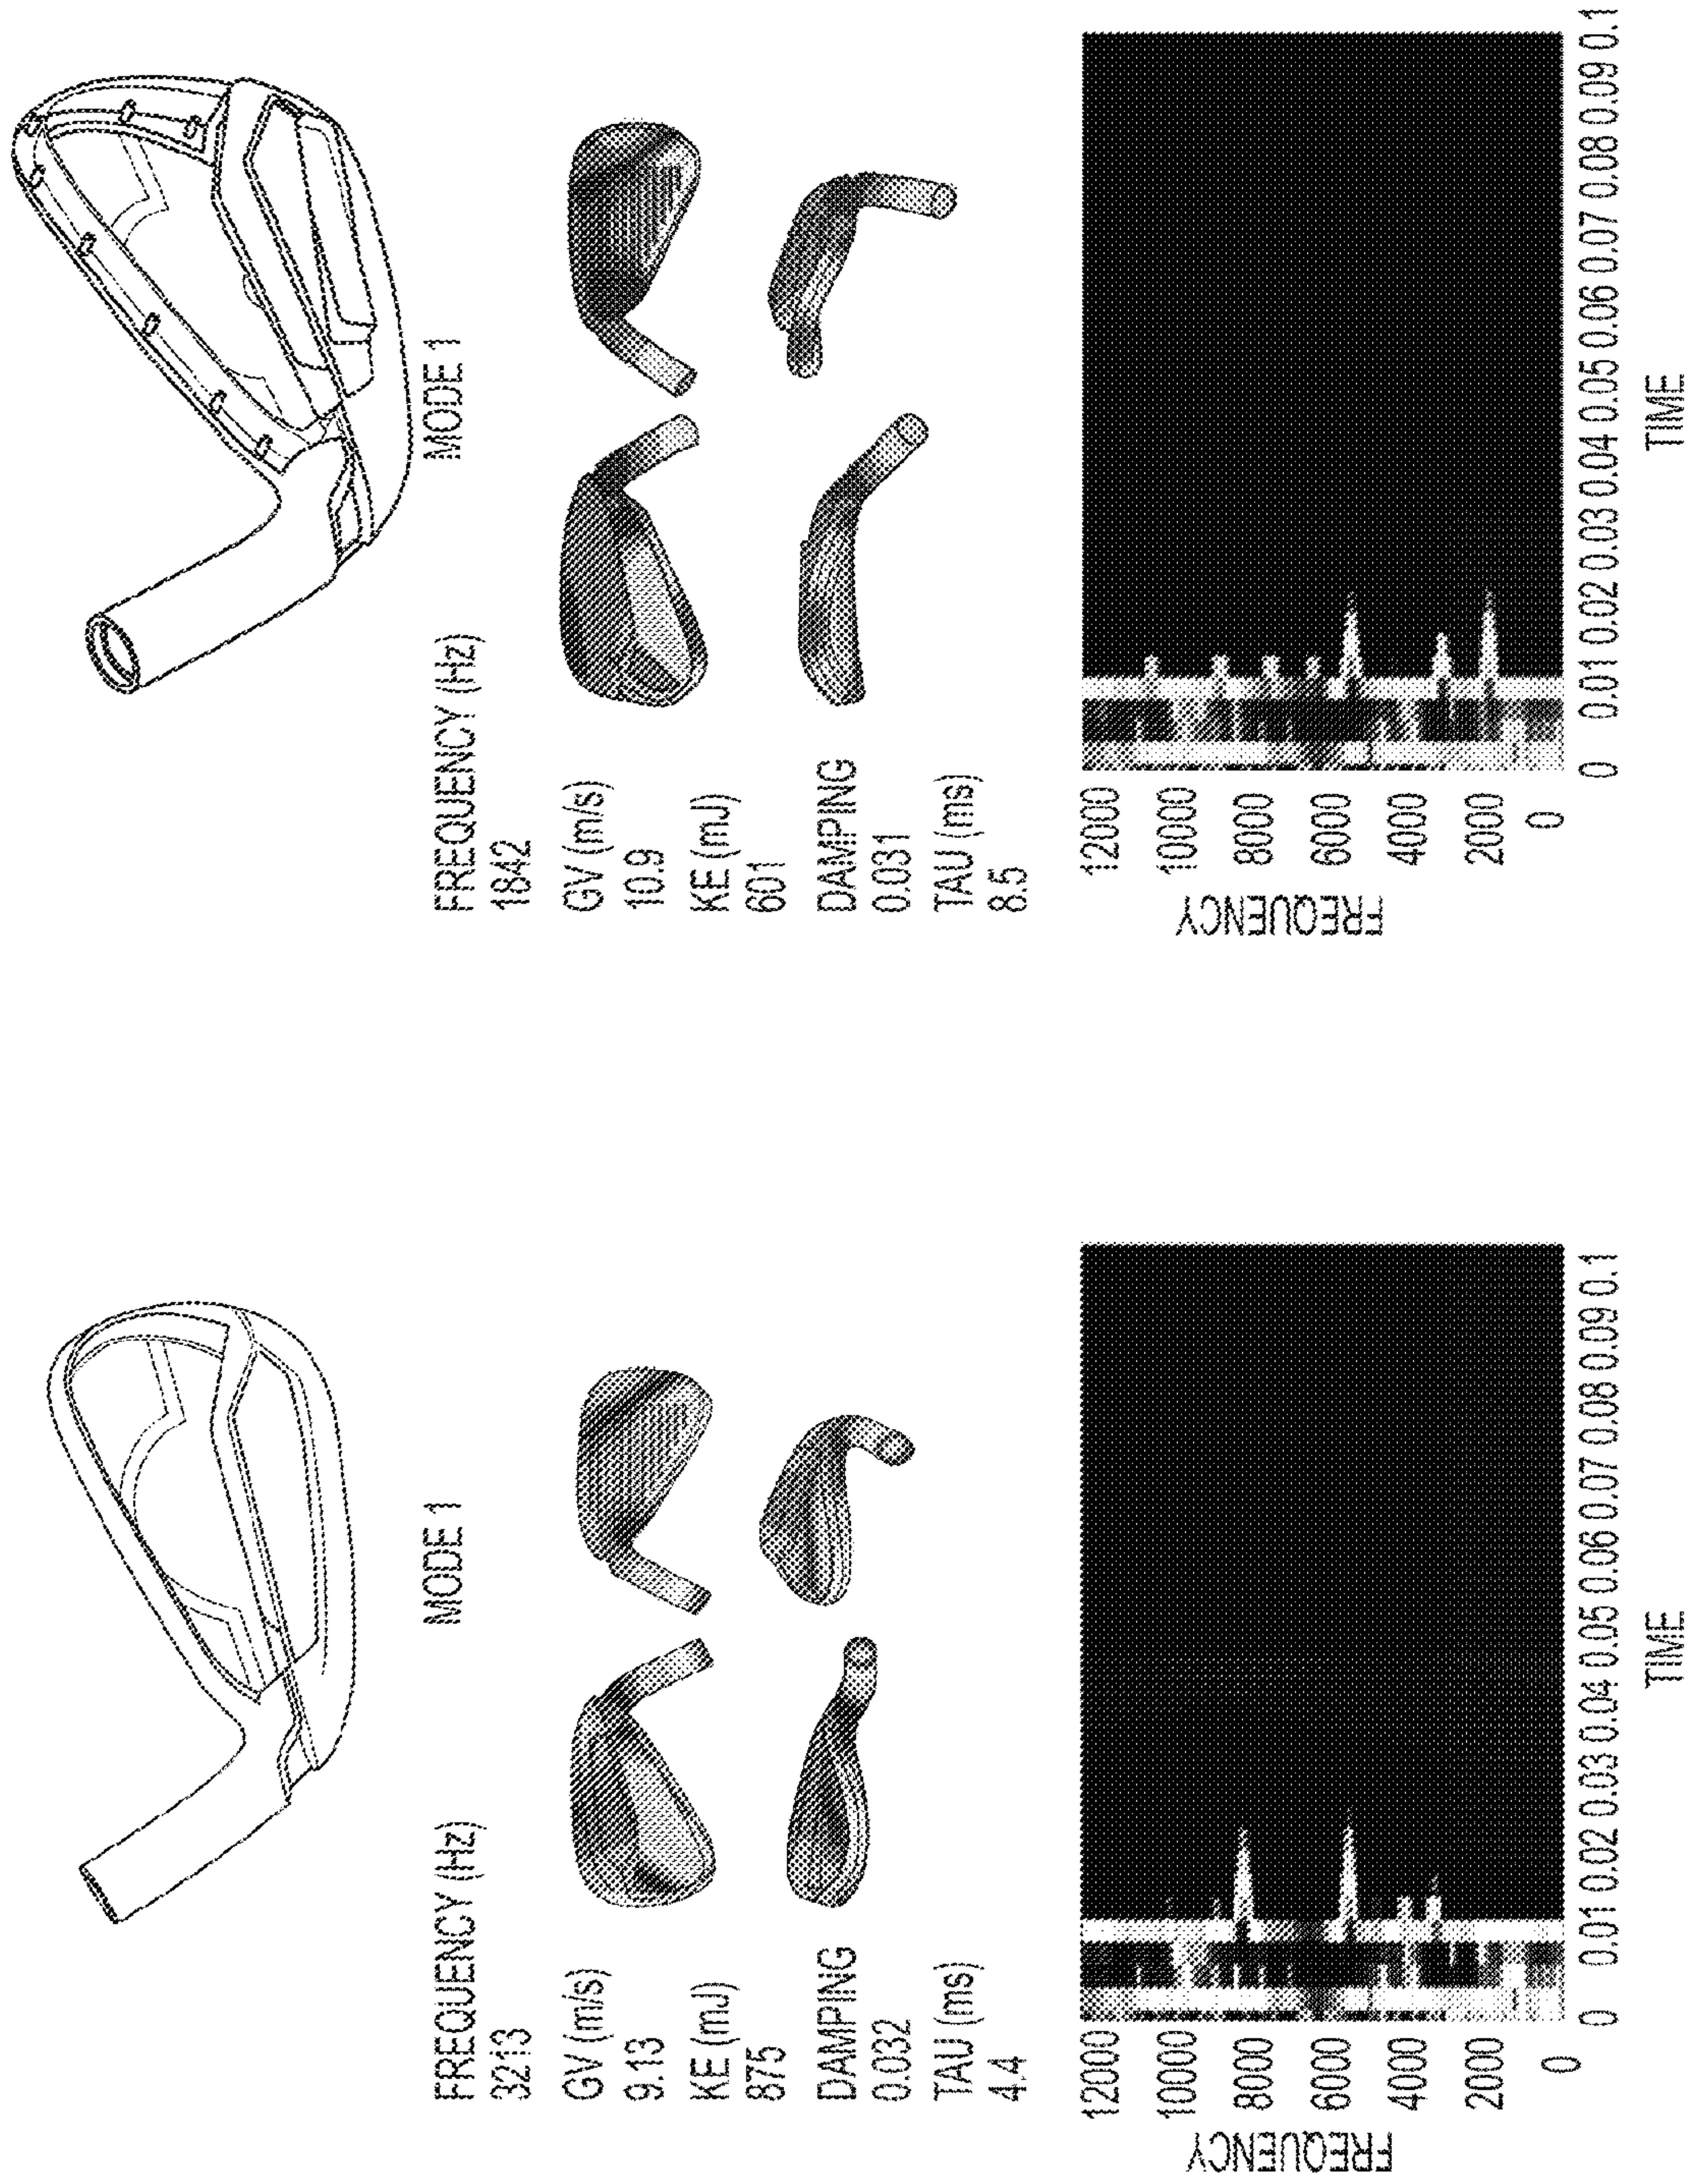 MODE 1
FREQUENCY (Hz)
3213
GV (m/s)
9.13
KE (mJ)
875
DAMPING
0.032
TAU (ms)
4.4
FREQUENCY
12000
10000
8000
6000
4000
2000
0
0 0.01 0.02 0.03 0.04 0.05 0.06 0.07 0.08 0.09 0.1
TIME
MODE 1
FREQUENCY (Hz)
1842
GV (m/s)
10.9
KE (mJ)
601
DAMPING
0.031
TAU (ms)
8.5
FREQUENCY
12000
10000
8000
6000
4000
2000
0
0 0.01 0.02 0.03 0.04 0.05 0.06 0.07 0.08 0.09 0.1
TIME